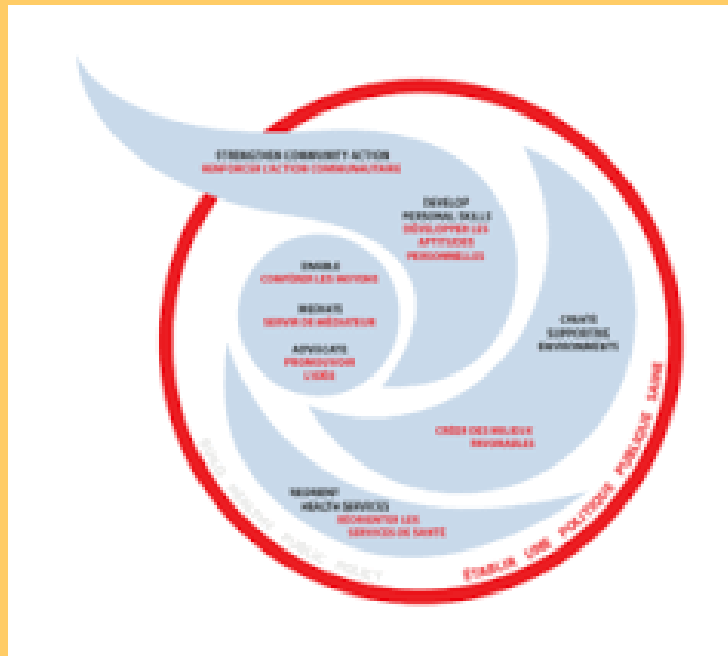 STRENGTHEN COMMUNITY ACTION
RENFORCER L'ACTION COMMUNAUTAIRE
DEVELOP
PERSONAL SKILLS
DÉVELOPPER LES
APTITUDES
PERSONNELLES
ENABLE
CONFÉRER LES MOYENS
MEDIATE
SERVIR DE MÉDIATEUR
ADVOCATE
PROMOUVOIR
L'IDÉE
CREATE
SUPPORTIVE
ENVIRONMENTS
CRÉER DES MILIEUX
FAVORABLES
REORIENT
HEALTH SERVICES
RÉORIENTER LES
SERVICES DE SANTÉ
BUILD HEALTHY PUBLIC POLICY
ÉTABLIR UNE POLITIQUE PUBLIQUE SAINE